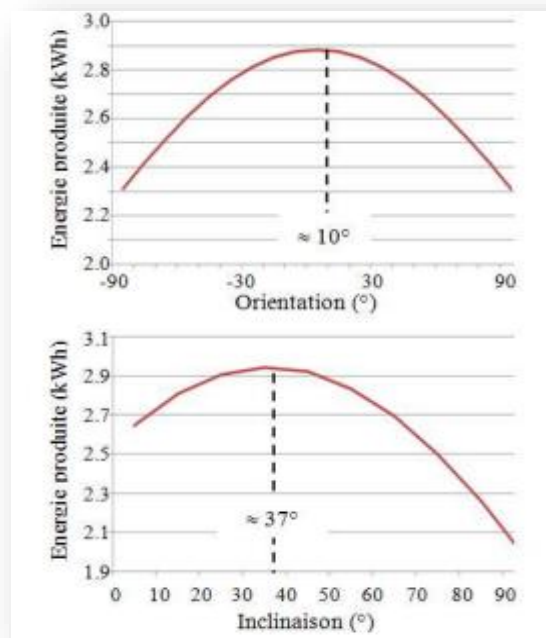 Energie produite (kWh)
3.0
2.8
2.6
2.4
2.2
2.0
≈ 10°
-90 -30 30 90
Orientation (°)
Energie produite (kWh)
3.1
2.9
2.7
2.5
2.3
2.1
1.9
≈ 37°
0 10 20 30 40 50 60 70 80 90
Inclinaison (°)